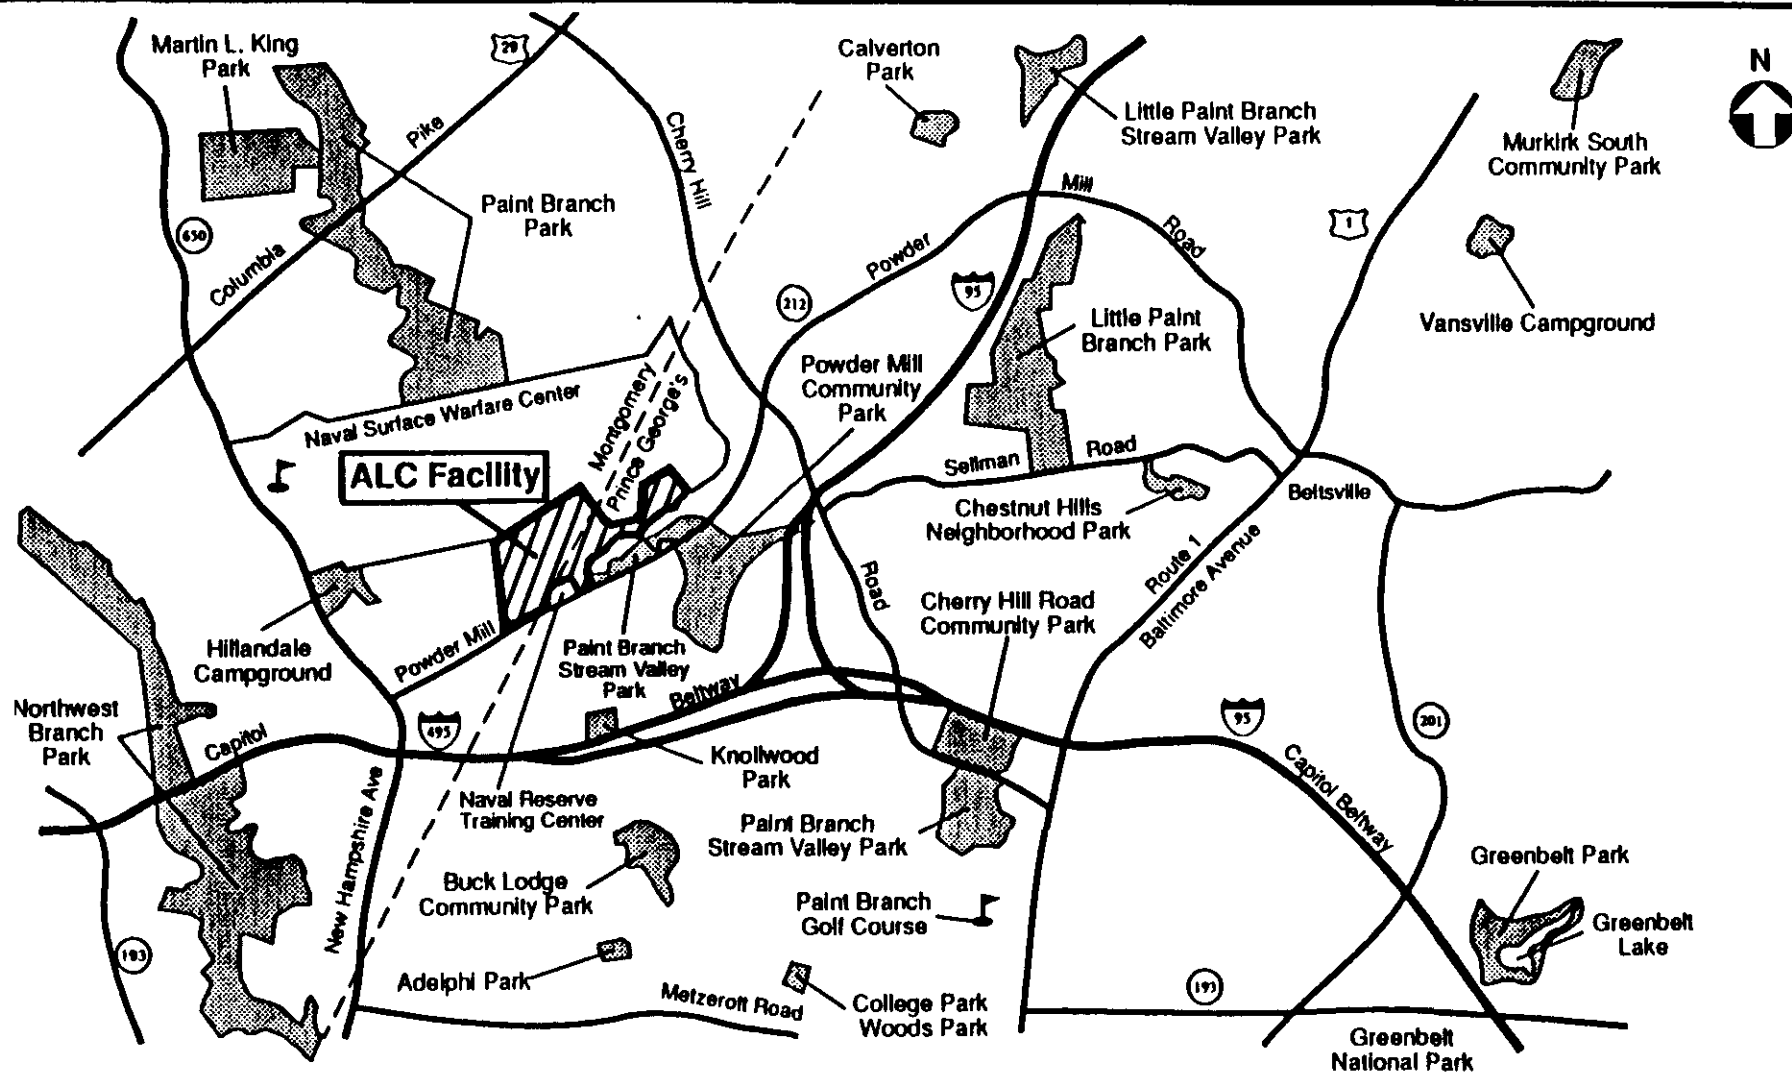 Martin L. King
Park
29
Calverton
Park
N
Little Paint Branch
Stream Valley Park
Murkirk South
Community Park
Pike
Cherry Hill
Mill
Road
Paint Branch
Park
650
1
Columbia
Powder
95
212
Vansville Campground
Little Paint
Branch Park
Powder Mill
Community
Park
Montgomery
Prince George's
Naval Surface Warfare Center
ALC Facility
Sellman
Road
Beltsville
Chestnut Hills
Neighborhood Park
Route 1
Baltimore Avenue
Road
Cherry Hill Road
Community Park
Hillandale
Campground
Powder Mill
Paint Branch
Stream Valley
Park
Beltway
Northwest
Branch
Park
Capitol
495
95
201
Knollwood
Park
Capitol Beltway
New Hampshire Ave
Naval Reserve
Training Center
Paint Branch
Stream Valley Park
Greenbelt Park
Buck Lodge
Community Park
Paint Branch
Golf Course
Greenbelt
Lake
193
Adelphi Park
Metzerott Road
College Park
Woods Park
193
Greenbelt
National Park